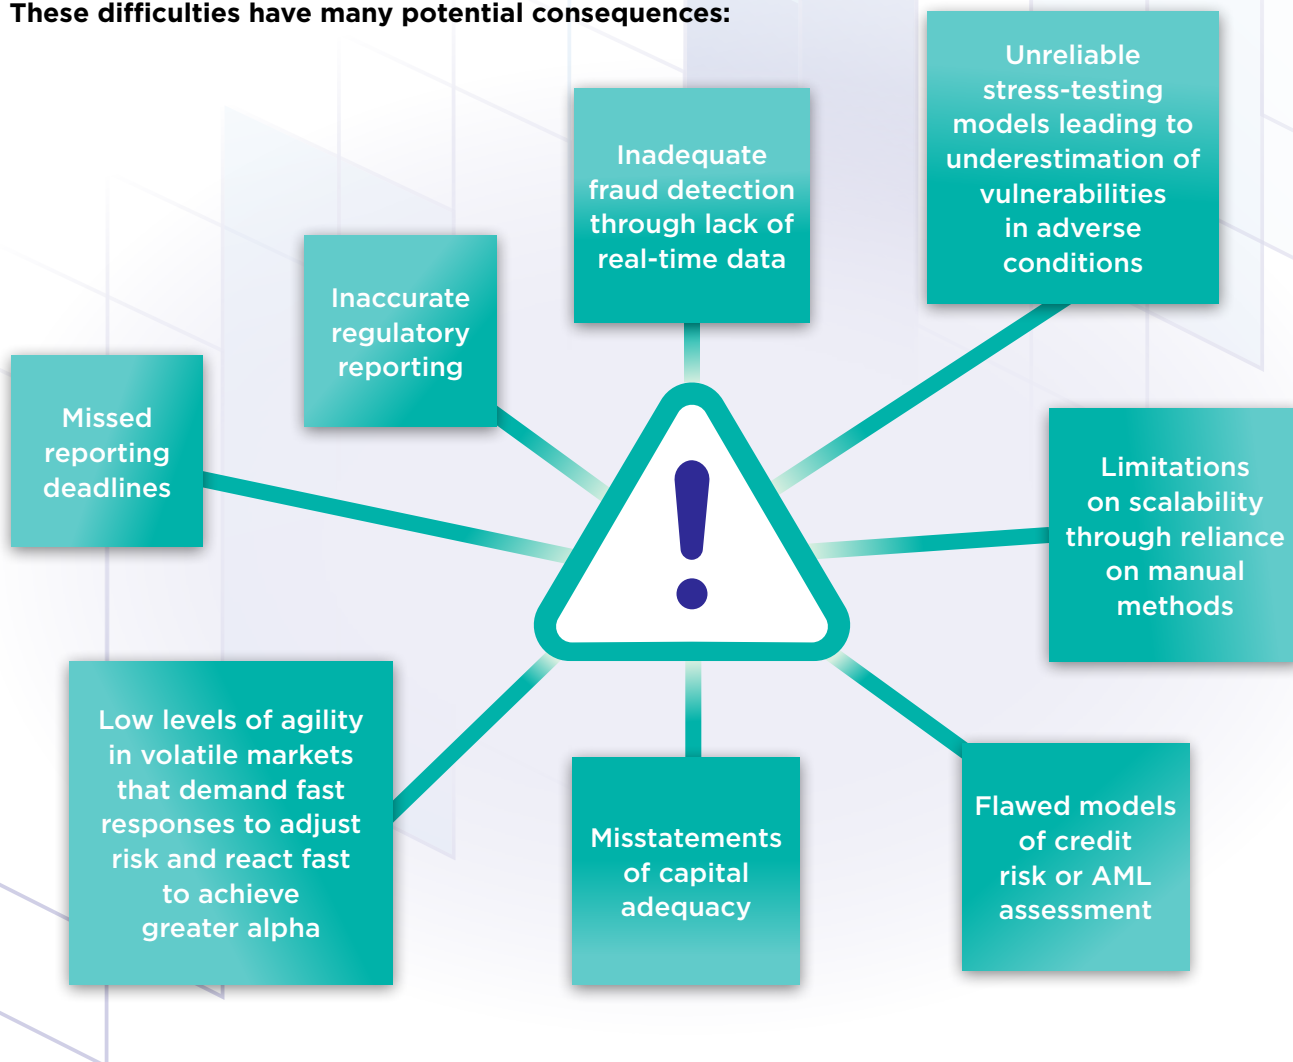 These difficulties have many potential consequences:
Unreliable
stress-testing
models leading to
underestimation of
vulnerabilities
in adverse
conditions
Inadequate
fraud detection
through lack of
real-time data
Inaccurate
regulatory
reporting
Missed
reporting
deadlines
Limitations
on scalability
through reliance
on manual
methods
Low levels of agility
in volatile markets
that demand fast
responses to adjust
risk and react fast
to achieve
greater alpha
Misstatements
of capital
adequacy
Flawed models
of credit
risk or AML
assessment